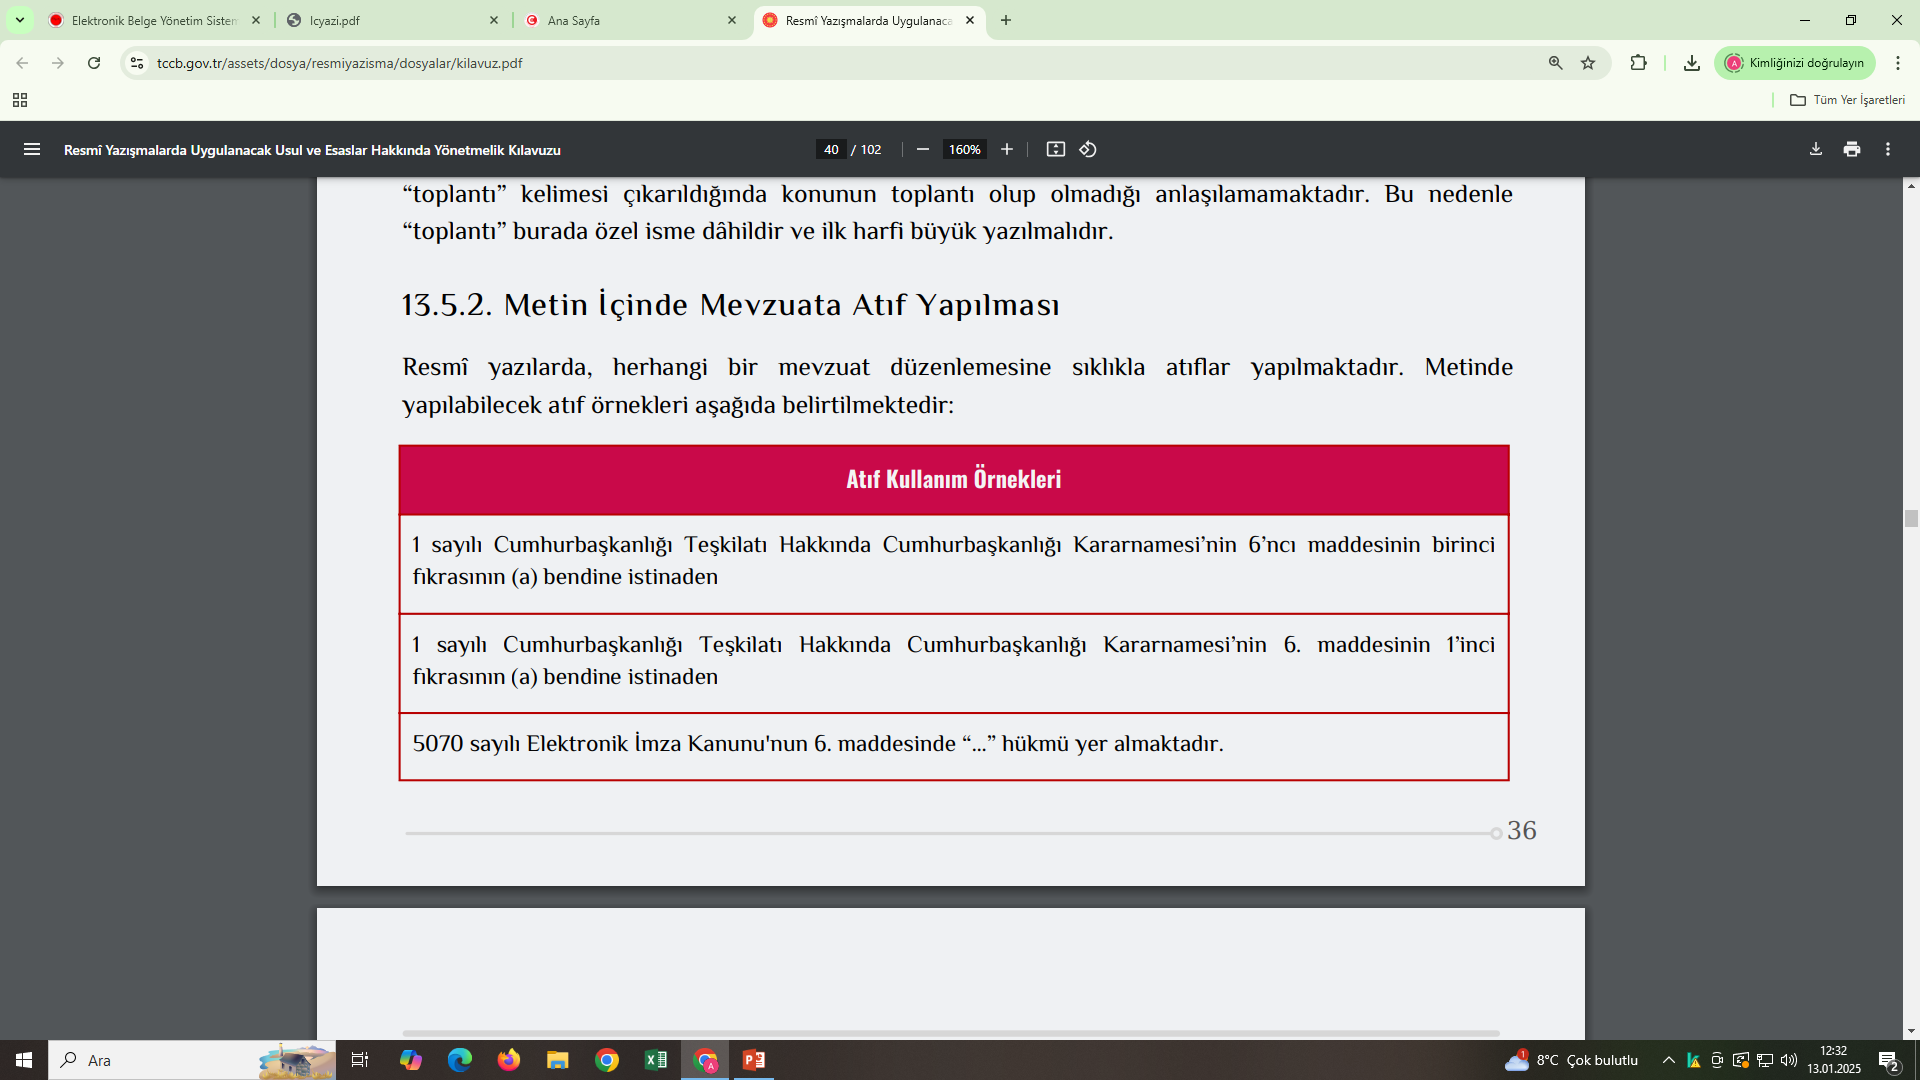 Elektronik Belge Yönetim Sistem
Icyazi.pdf
Ana Sayfa
Resmî Yazışmalarda Uygulanaca
tccb.gov.tr/assets/dosya/resmiyazisma/dosyalar/kilavuz.pdf
A
Kimliğinizi doğrulayın
Tüm Yer İşaretleri
Resmî Yazışmalarda Uygulanacak Usul ve Esaslar Hakkında Yönetmelik Kılavuzu
40 / 102
160%
“toplantı” kelimesi çıkarıldığında konunun toplantı olup olmadığı anlaşılamamaktadır. Bu nedenle
“toplantı” burada özel isme dâhildir ve ilk harfi büyük yazılmalıdır.
13.5.2. Metin İçinde Mevzuata Atıf Yapılması
Resmî yazılarda, herhangi bir mevzuat düzenlemesine sıklıkla atıflar yapılmaktadır. Metinde
yapılabilecek atıf örnekleri aşağıda belirtilmektedir:
Atıf Kullanım Örnekleri
1 sayılı Cumhurbaşkanlığı Teşkilatı Hakkında Cumhurbaşkanlığı Kararnamesi’nin 6’ncı maddesinin birinci
fıkrasının (a) bendine istinaden
1 sayılı Cumhurbaşkanlığı Teşkilatı Hakkında Cumhurbaşkanlığı Kararnamesi’nin 6. maddesinin 1’inci
fıkrasının (a) bendine istinaden
5070 sayılı Elektronik İmza Kanunu'nun 6. maddesinde “...” hükmü yer almaktadır.
36
Ara
1
8°C Çok bulutlu
12:32
13.01.2025
2